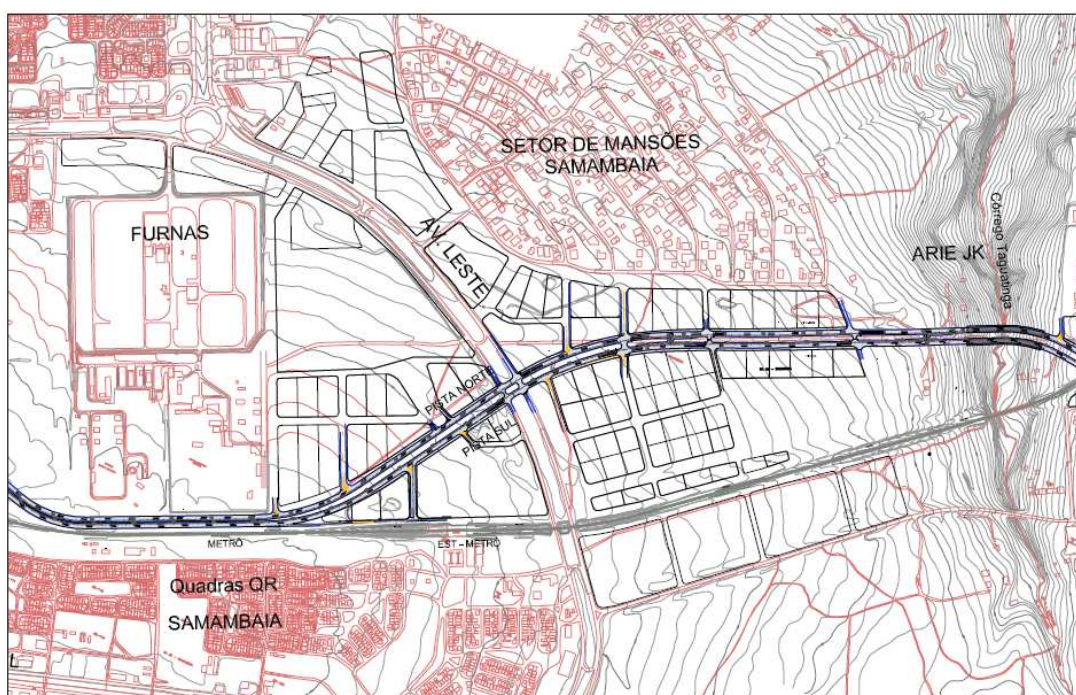 SETOR DE MANSÕES
SAMAMBAIA
FURNAS
AV. LESTE
ARIE JK
Córrego Taguatinga
PISTA NORTE
PISTA SUL
METRÔ
EST - METRÔ
Quadras QR
SAMAMBAIA